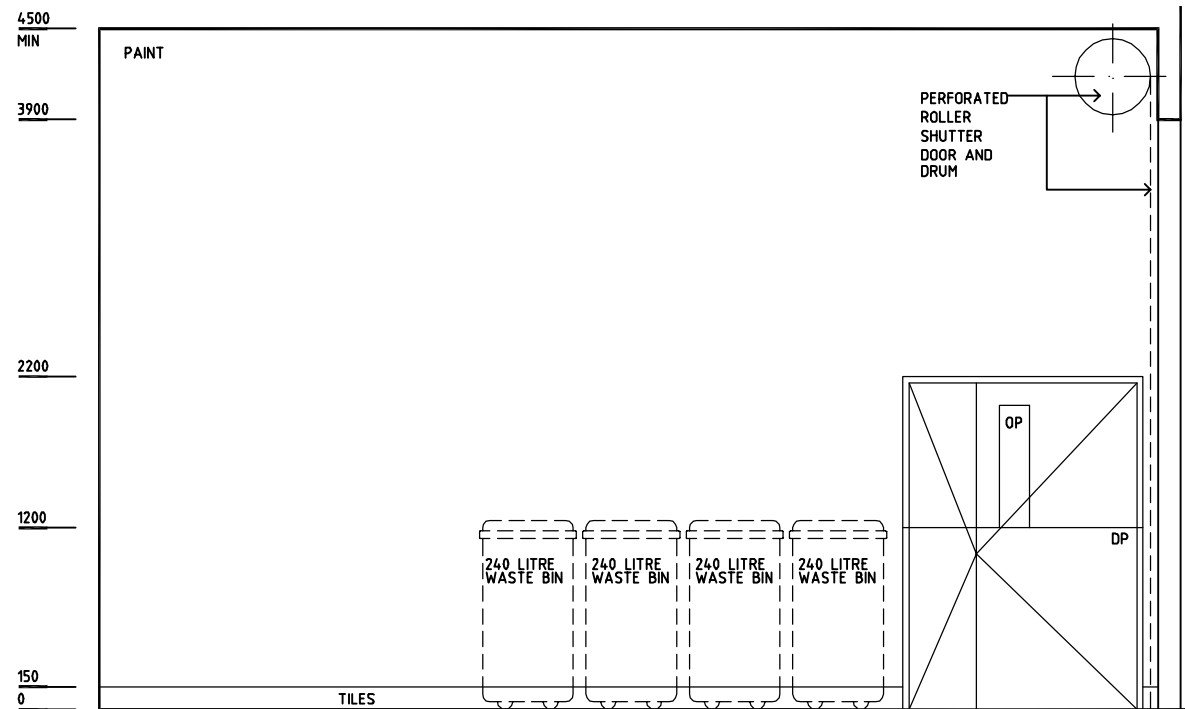 4500
MIN
PAINT
3900
PERFORATED
ROLLER
SHUTTER
DOOR AND
DRUM
2200
OP
1200
DP
240 LITRE
WASTE BIN
240 LITRE
WASTE BIN
240 LITRE
WASTE BIN
240 LITRE
WASTE BIN
150
0
TILES